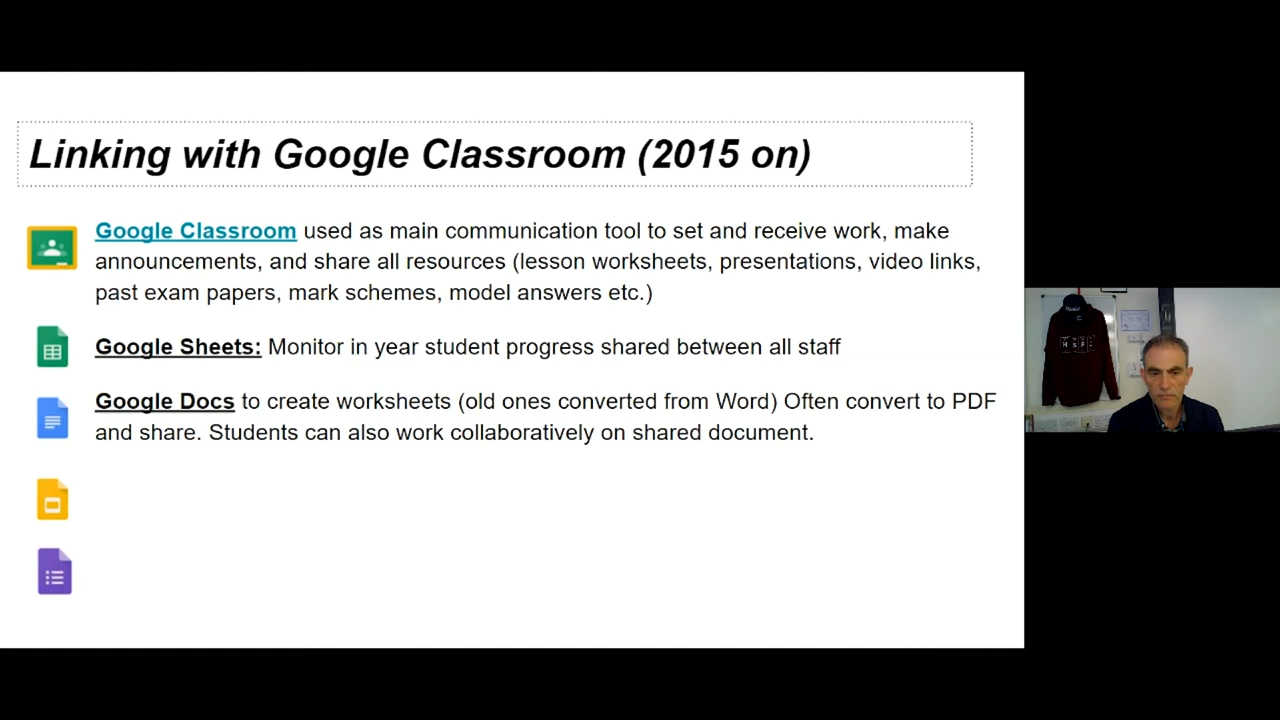 Linking with Google Classroom (2015 on)
Google Classroom used as main communication tool to set and receive work, make
announcements, and share all resources (lesson worksheets, presentations, video links,
past exam papers, mark schemes, model answers etc.)
Google Sheets: Monitor in year student progress shared between all staff
Google Docs to create worksheets (old ones converted from Word) Often convert to PDF
and share. Students can also work collaboratively on shared document.